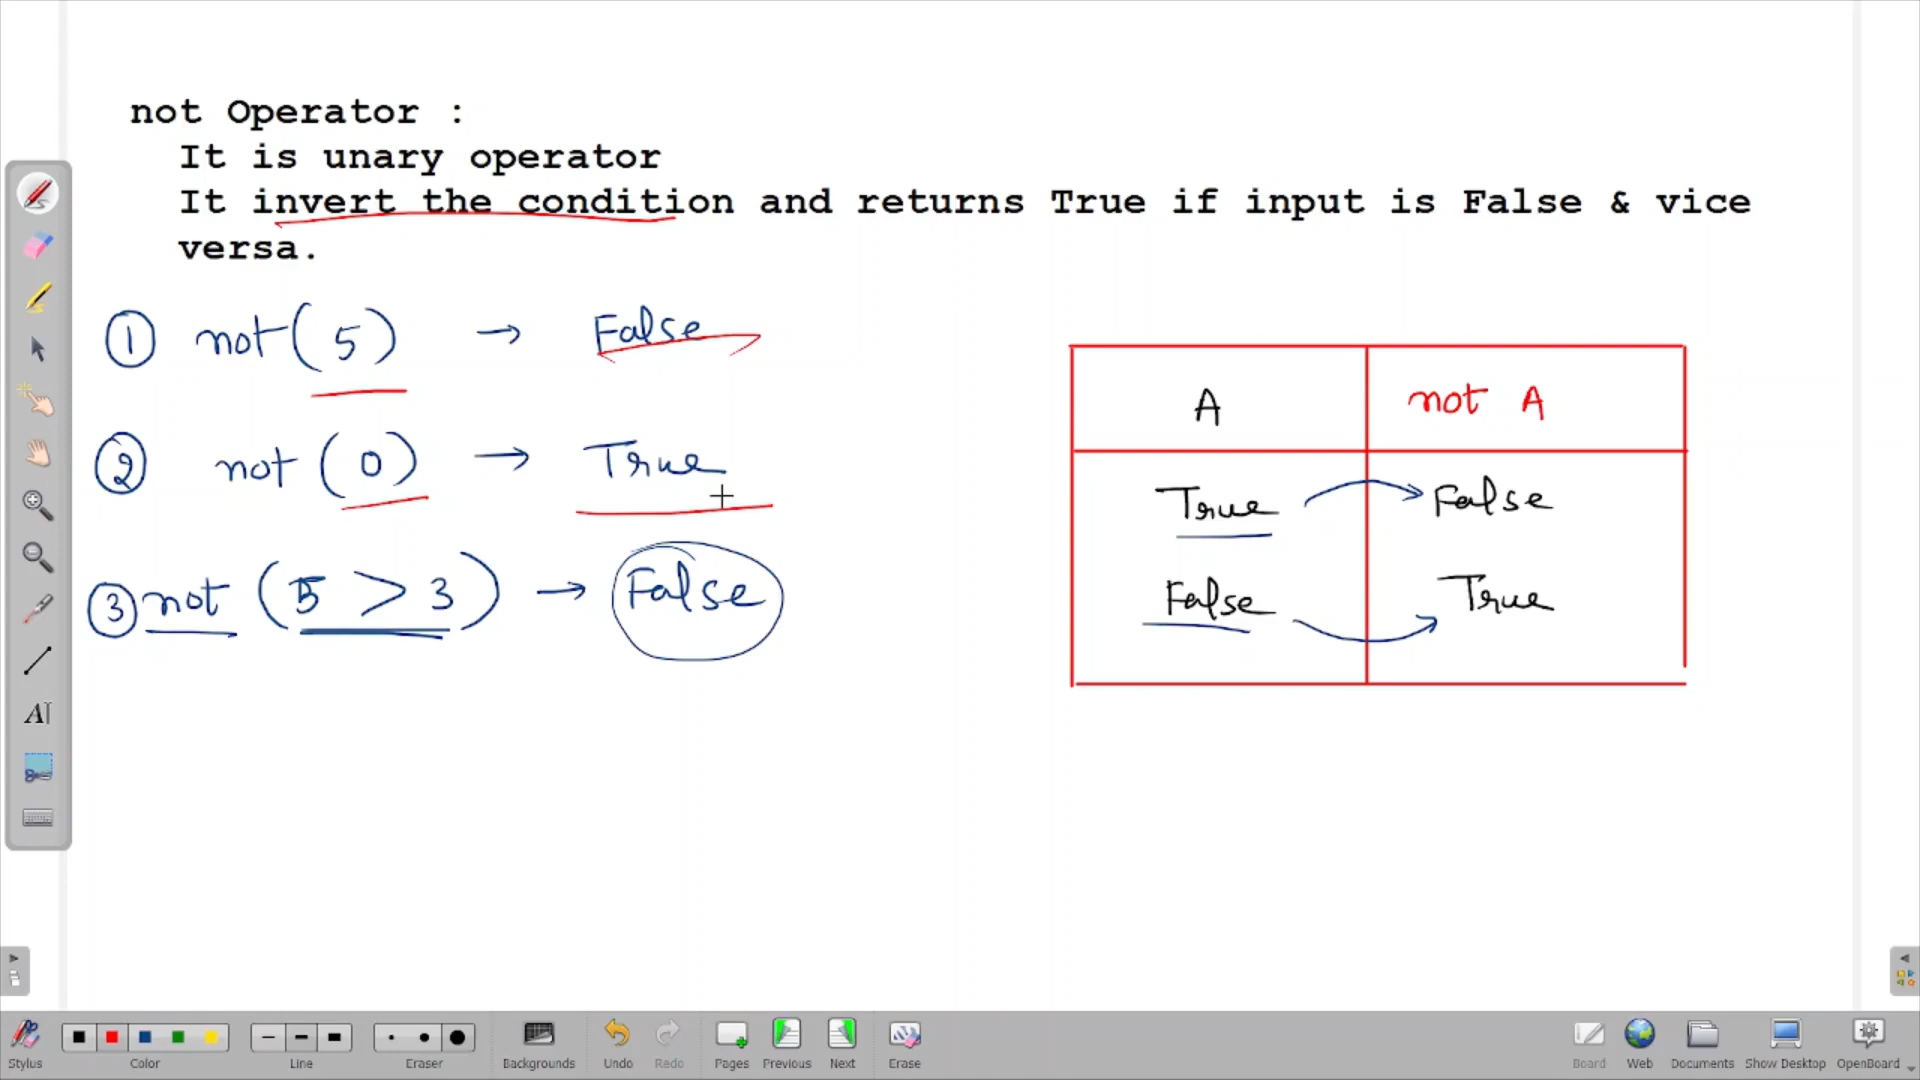 not Operator :
It is unary operator
It invert the condition and returns True if input is False & vice
versa.
① not ( 5 ) → False
② not ( 0 ) → True
③ not ( 5 > 3 ) → False
A not A
True False
False True
Stylus Color Line Eraser Backgrounds Undo Redo Pages Previous Next Erase Board Web Documents Show Desktop OpenBoard